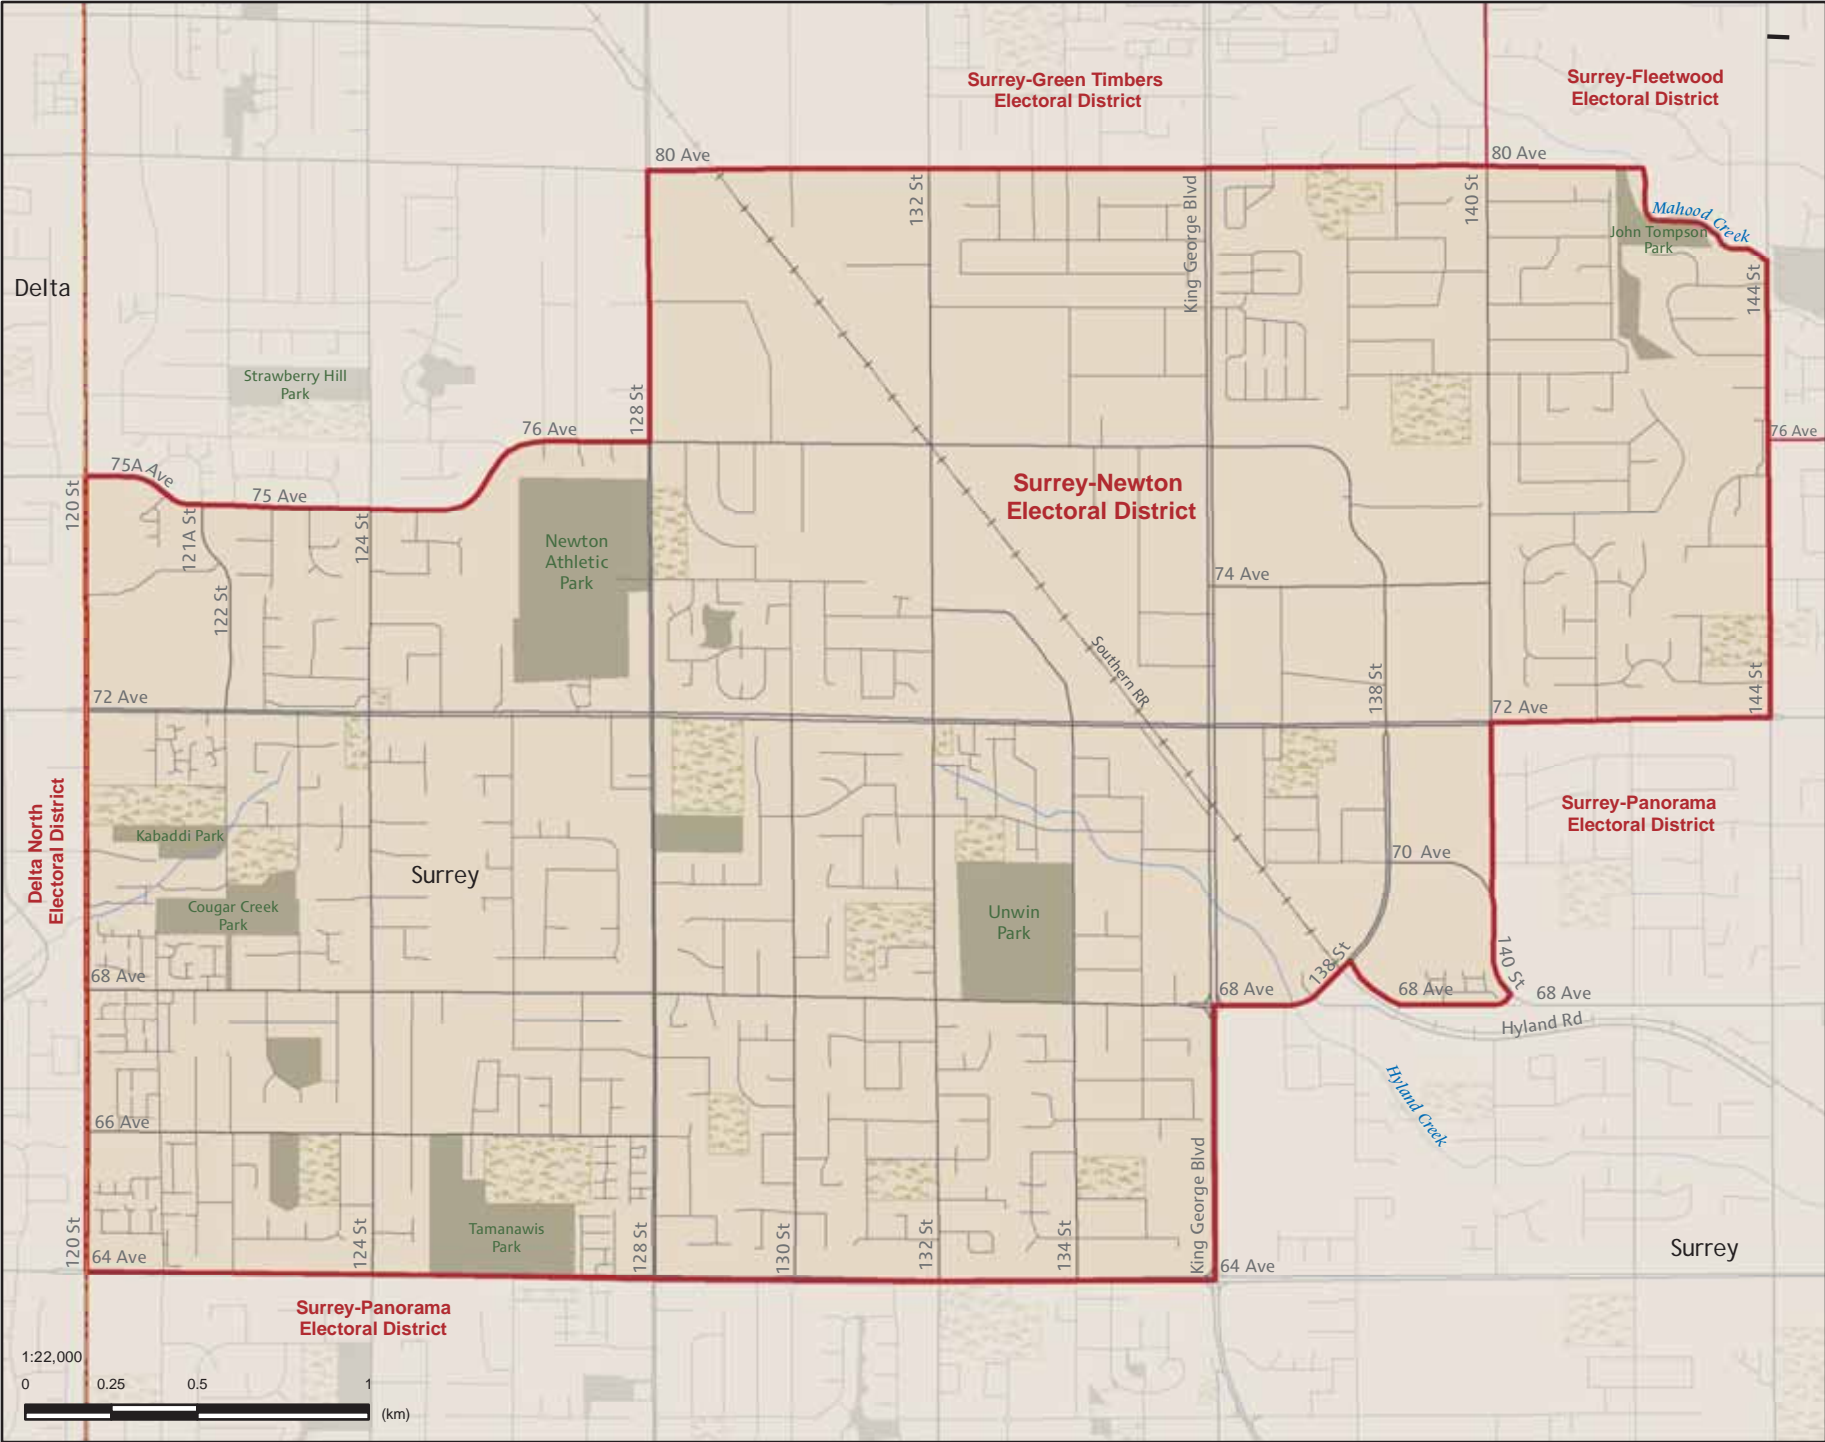 Surrey-Green Timbers
Electoral District
Surrey-Fleetwood
Electoral District
80 Ave
80 Ave
132 St
King George Blvd
140 St
Mahood Creek
John Tompson
Park
144 St
Delta
Strawberry Hill
Park
128 St
76 Ave
76 Ave
75A Ave
75 Ave
120 St
121A St
124 St
Surrey-Newton
Electoral District
Newton
Athletic
Park
74 Ave
122 St
Southern RR
138 St
144 St
72 Ave
72 Ave
Delta North
Electoral District
Surrey-Panorama
Electoral District
Kabaddi Park
70 Ave
Surrey
Cougar Creek
Park
Unwin
Park
138 St
140 St
68 Ave
68 Ave
68 Ave
68 Ave
Hyland Rd
Hyland Creek
66 Ave
King George Blvd
120 St
124 St
Tamanawis
Park
128 St
130 St
132 St
134 St
64 Ave
64 Ave
Surrey
Surrey-Panorama
Electoral District
1:22,000
0 0.25 0.5 1
(km)